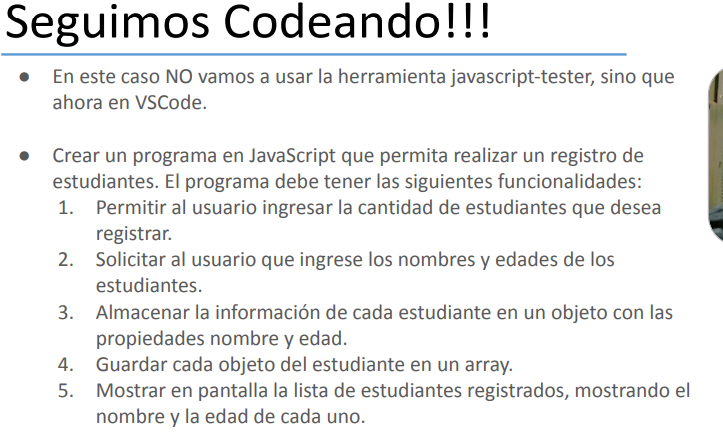 Seguimos Codeando!!!
● En este caso NO vamos a usar la herramienta javascript-tester, sino que
ahora en VSCode.
● Crear un programa en JavaScript que permita realizar un registro de
estudiantes. El programa debe tener las siguientes funcionalidades:
1. Permitir al usuario ingresar la cantidad de estudiantes que desea
registrar.
2. Solicitar al usuario que ingrese los nombres y edades de los
estudiantes.
3. Almacenar la información de cada estudiante en un objeto con las
propiedades nombre y edad.
4. Guardar cada objeto del estudiante en un array.
5. Mostrar en pantalla la lista de estudiantes registrados, mostrando el
nombre y la edad de cada uno.